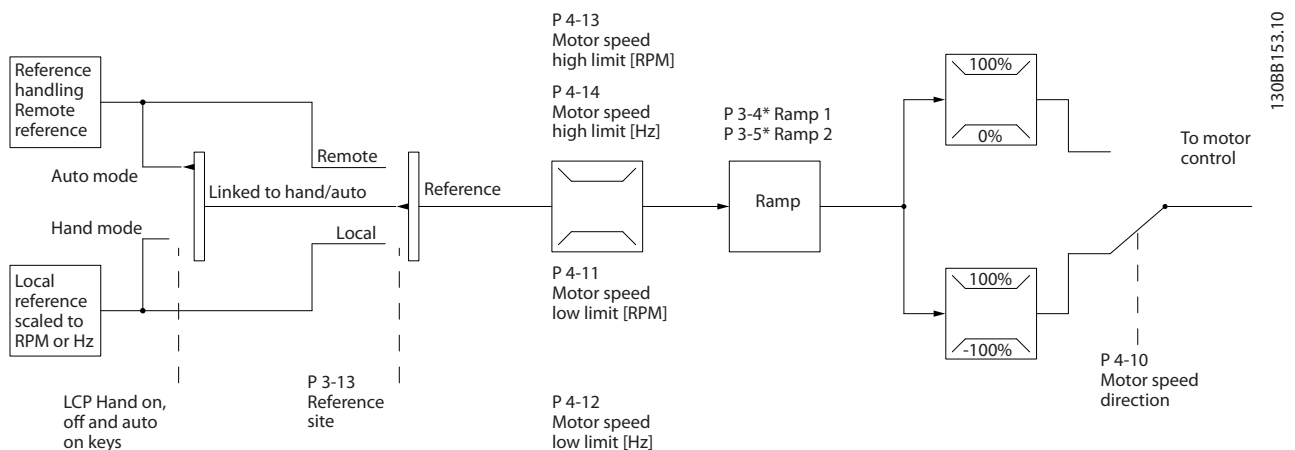 Reference
handling
Remote
reference
Auto mode
Hand mode
Local
reference
scaled to
RPM or Hz
LCP Hand on,
off and auto
on keys
Linked to hand/auto
Remote
Local
P 3-13
Reference
site
Reference
P 4-13
Motor speed
high limit [RPM]
P 4-14
Motor speed
high limit [Hz]
P 4-11
Motor speed
low limit [RPM]
P 4-12
Motor speed
low limit [Hz]
P 3-4* Ramp 1
P 3-5* Ramp 2
Ramp
100%
0%
100%
-100%
To motor
control
P 4-10
Motor speed
direction
130BB153.10